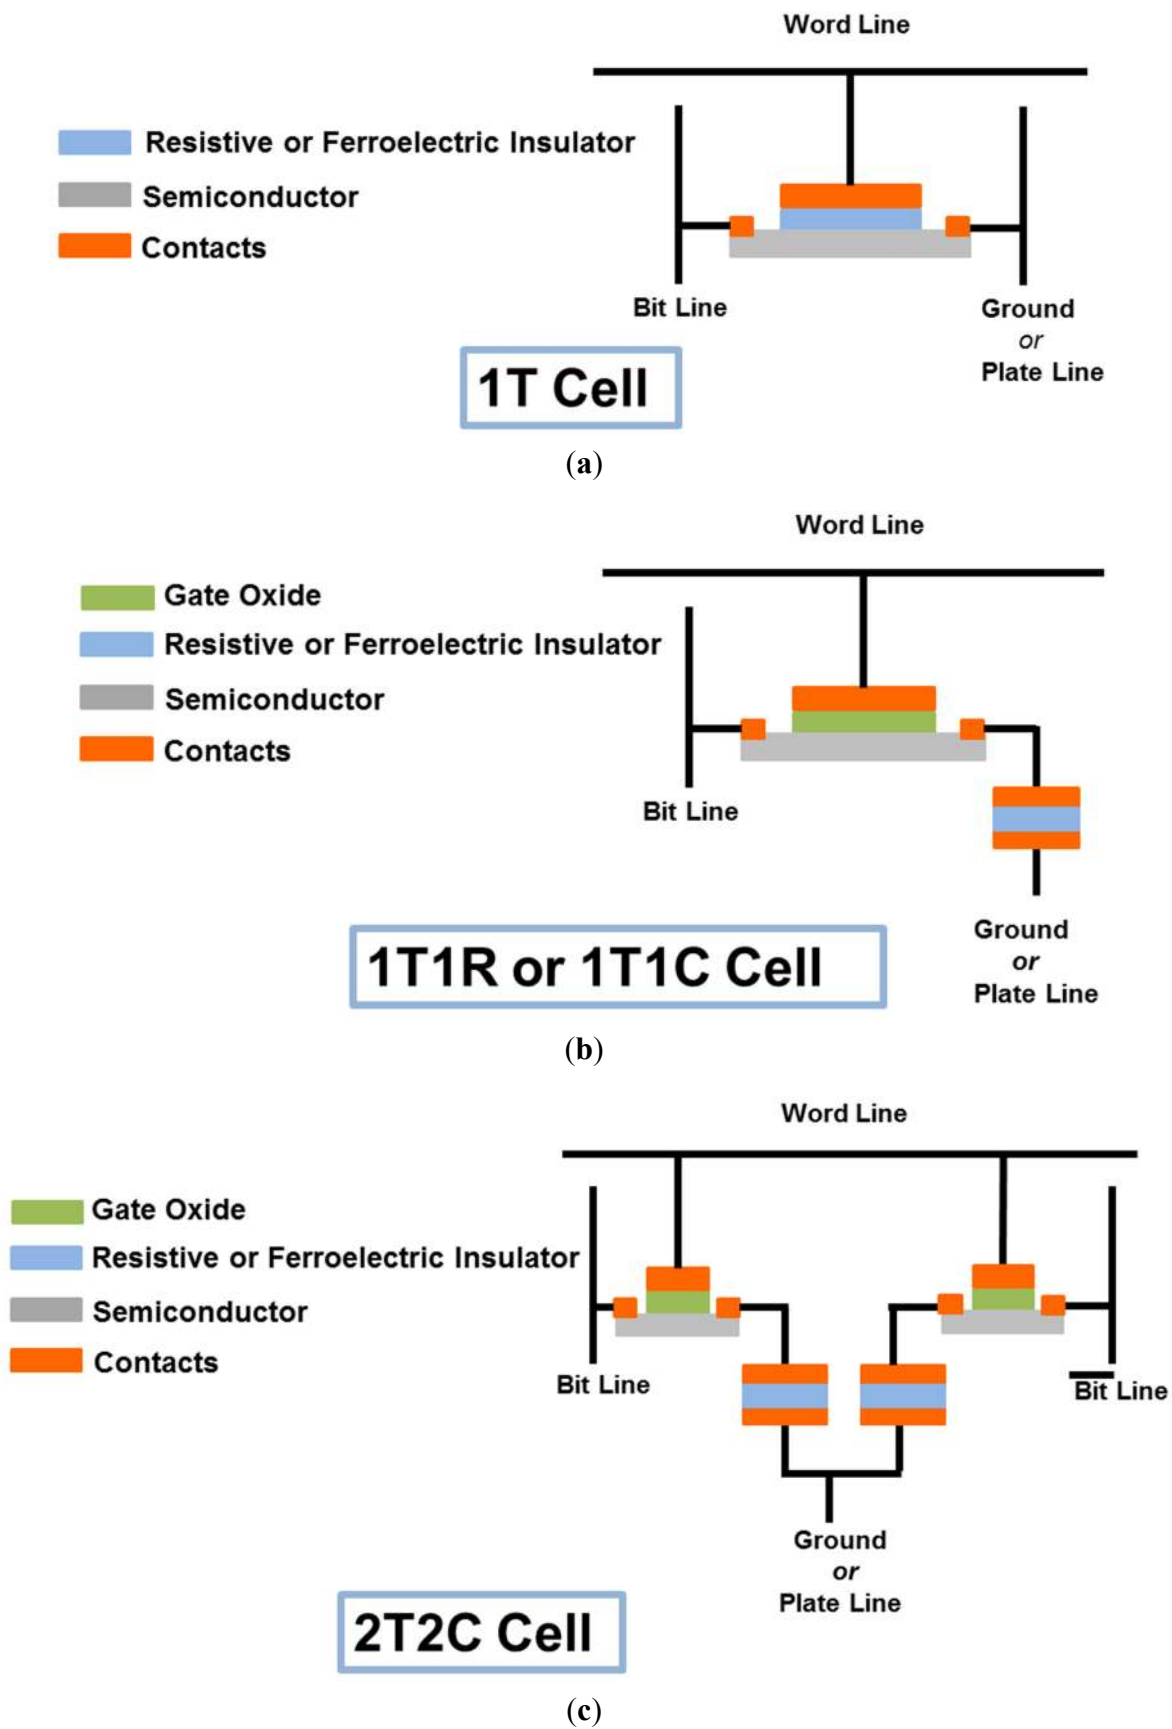 Word Line
Resistive or Ferroelectric Insulator
Semiconductor
Contacts
Bit Line
Ground
or
Plate Line
1T Cell
(a)
Word Line
Gate Oxide
Resistive or Ferroelectric Insulator
Semiconductor
Contacts
Bit Line
Ground
or
Plate Line
1T1R or 1T1C Cell
(b)
Word Line
Gate Oxide
Resistive or Ferroelectric Insulator
Semiconductor
Contacts
Bit Line
Bit Line
Ground
or
Plate Line
2T2C Cell
(c)